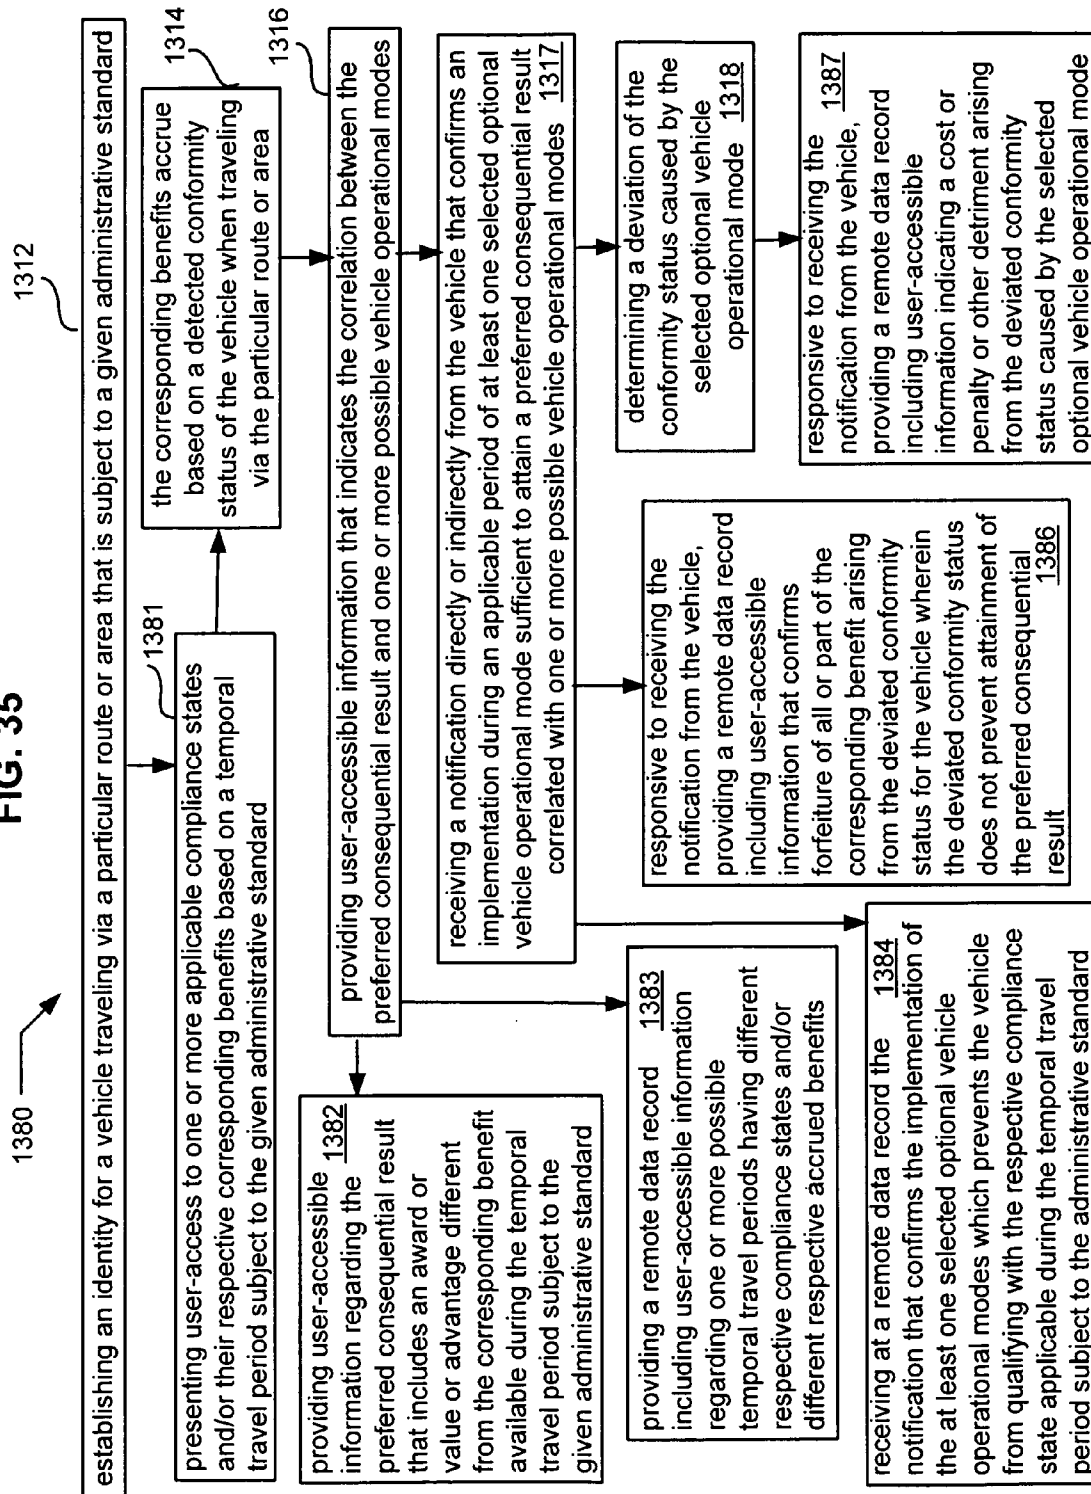 FIG. 35
1380
1312
establishing an identity for a vehicle traveling via a particular route or area that is subject to a given administrative standard
1381
presenting user-access to one or more applicable compliance states
and/or their respective corresponding benefits based on a temporal
travel period subject to the given administrative standard
1314
the corresponding benefits accrue
based on a detected conformity
status of the vehicle when traveling
via the particular route or area
1316
providing user-accessible information that indicates the correlation between the
preferred consequential result and one or more possible vehicle operational modes
providing user-accessible
information regarding the 1382
preferred consequential result
that includes an award or
value or advantage different
from the corresponding benefit
available during the temporal
travel period subject to the
given administrative standard
receiving a notification directly or indirectly from the vehicle that confirms an
implementation during an applicable period of at least one selected optional
vehicle operational mode sufficient to attain a preferred consequential result
correlated with one or more possible vehicle operational modes 1317
providing a remote data record 1383
including user-accessible information
regarding one or more possible
temporal travel periods having different
respective compliance states and/or
different respective accrued benefits
responsive to receiving the
notification from the vehicle,
providing a remote data record
including user-accessible
information that confirms
forfeiture of all or part of the
corresponding benefit arising
from the deviated conformity
status for the vehicle wherein
the deviated conformity status
does not prevent attainment of
the preferred consequential
result 1386
determining a deviation of the
conformity status caused by the
selected optional vehicle
operational mode 1318
receiving at a remote data record the 1384
notification that confirms the implementation of
the at least one selected optional vehicle
operational modes which prevents the vehicle
from qualifying with the respective compliance
state applicable during the temporal travel
period subject to the administrative standard
responsive to receiving the
notification from the vehicle, 1387
providing a remote data record
including user-accessible
information indicating a cost or
penalty or other detriment arising
from the deviated conformity
status caused by the selected
optional vehicle operational mode